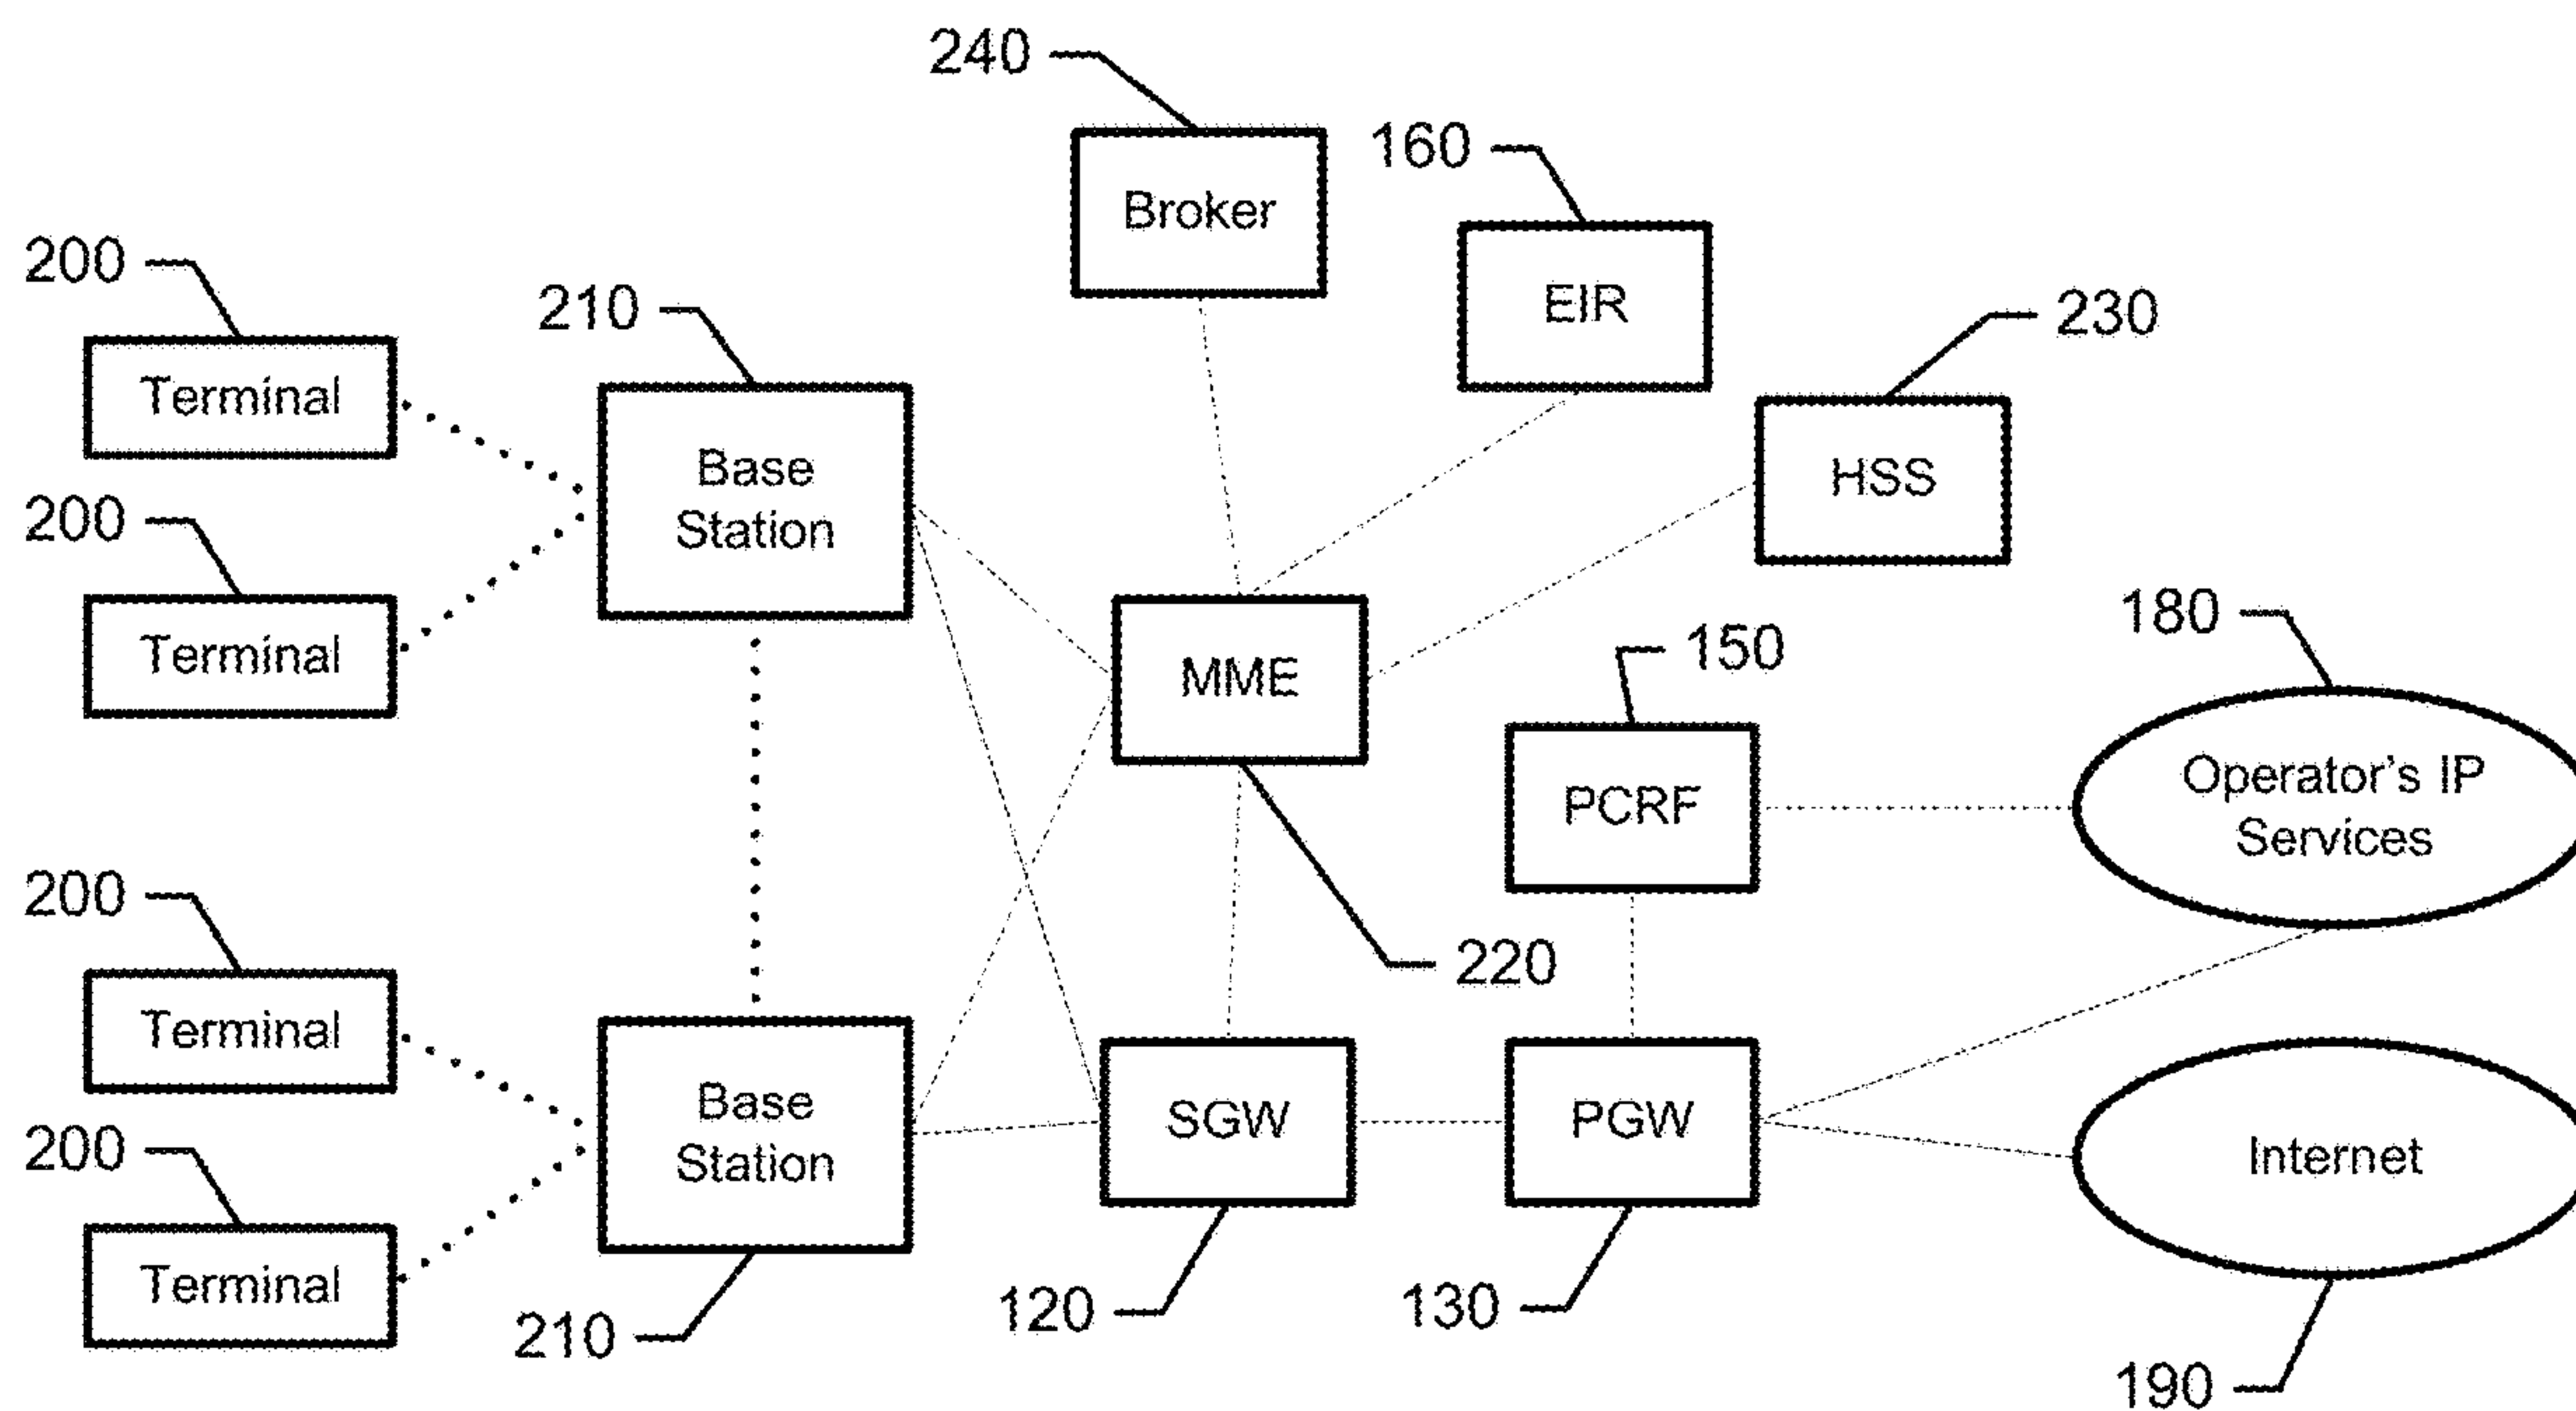 240
Broker
160
EIR
230
HSS
200
Terminal
210
Base
Station
200
Terminal
MME
220
150
PCRF
180
Operator's IP
Services
200
Terminal
200
Terminal
Base
Station
210
SGW
120
PGW
130
Internet
190